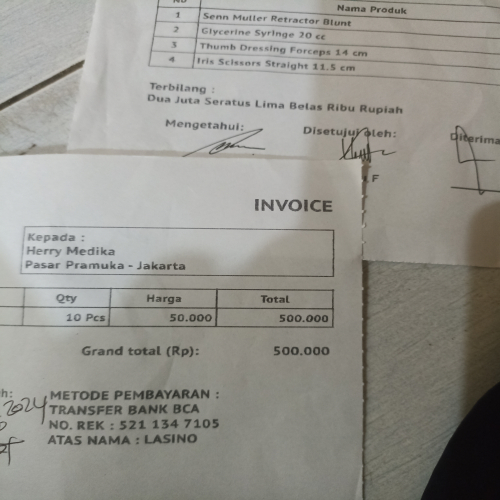 No Nama Produk
1 Senn Muller Retractor Blunt
2 Glycerine Syringe 20 cc
3 Thumb Dressing Forceps 14 cm
4 Iris Scissors Straight 11.5 cm
Terbilang :
Dua Juta Seratus Lima Belas Ribu Rupiah
Mengetahui: Disetujui oleh: Diterima
F
INVOICE
Kepada :
Herry Medika
Pasar Pramuka - Jakarta
Qty Harga Total
10 Pcs 50.000 500.000
Grand total (Rp): 500.000
METODE PEMBAYARAN :
TRANSFER BANK BCA
NO. REK : 521 134 7105
ATAS NAMA : LASINO
2024